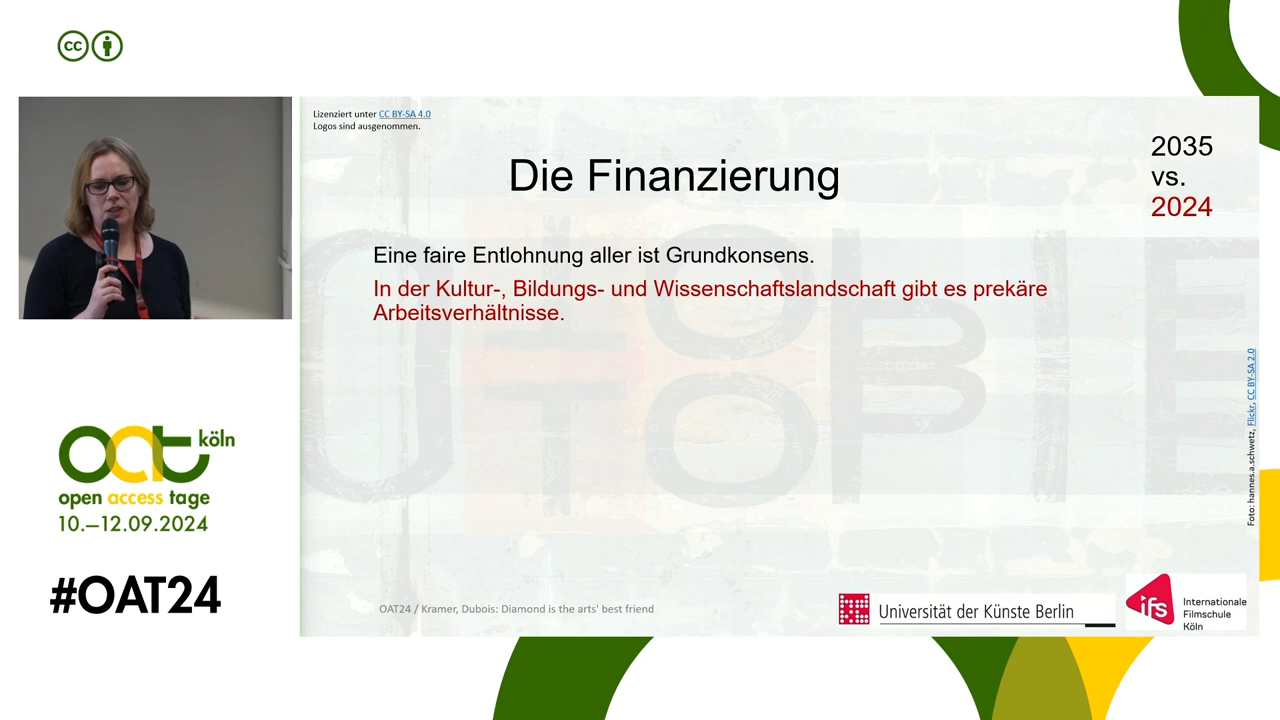 cc
Lizenziert unter CC BY-SA 4.0
Logos sind ausgenommen.
Die Finanzierung
2035
vs.
2024
Eine faire Entlohnung aller ist Grundkonsens.
In der Kultur-, Bildungs- und Wissenschaftslandschaft gibt es prekäre
Arbeitsverhältnisse.
UTOPIE
UTOPIE
Foto: hannes.a.schwetz, Flickr, CC BY-SA 2.0
OAT24 / Kramer, Dubois: Diamond is the arts' best friend
Universität der Künste Berlin
ifs
Internationale
Filmschule
Köln
oat köln
open access tage
10.–12.09.2024
#OAT24